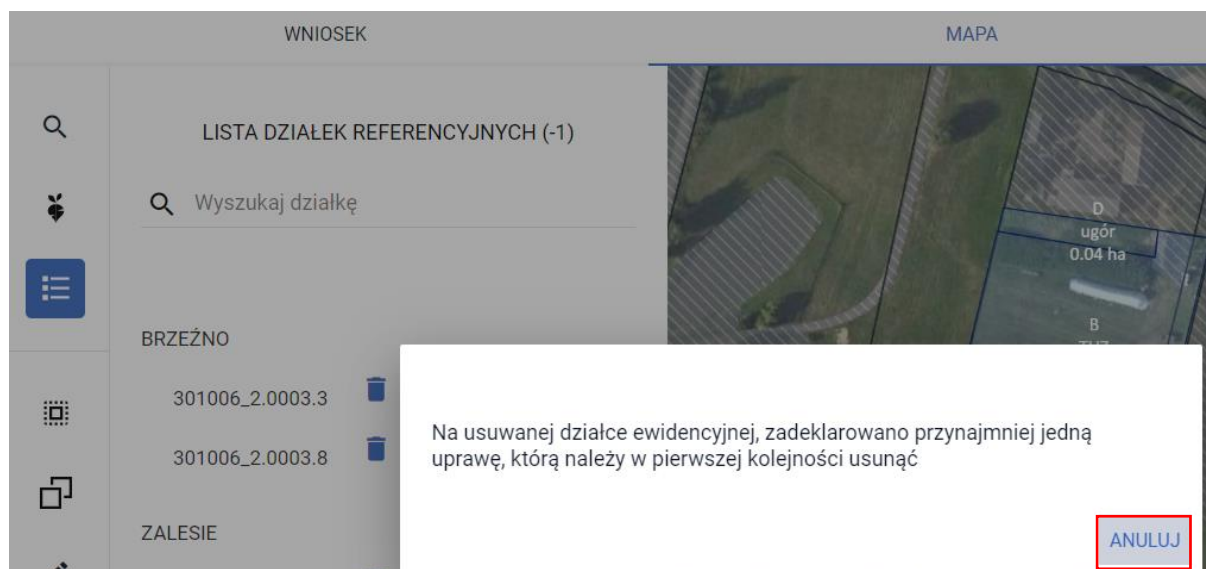 WNIOSEK
MAPA
LISTA DZIAŁEK REFERENCYJNYCH (-1)
Wyszukaj działkę
BRZEŹNO
301006_2.0003.3
301006_2.0003.8
ZALESIE
D
ugór
0.04 ha
B
Na usuwanej działce ewidencyjnej, zadeklarowano przynajmniej jedną
uprawę, którą należy w pierwszej kolejności usunąć
ANULUJ